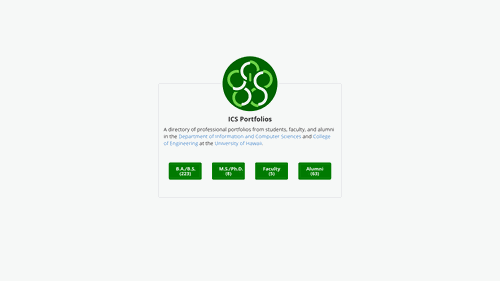 ICS Portfolios
A directory of professional portfolios from students, faculty, and alumni
in the Department of Information and Computer Sciences and College
of Engineering at the University of Hawaii.
B.A./B.S. M.S./Ph.D. Faculty Alumni
(223) (8) (5) (63)